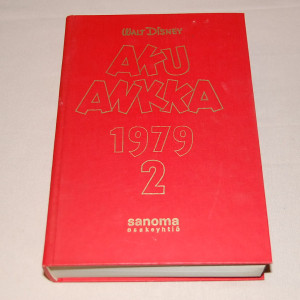 WALT DISNEY
AKU
ANKKA
1979
2
sanoma
osakeyhtiö